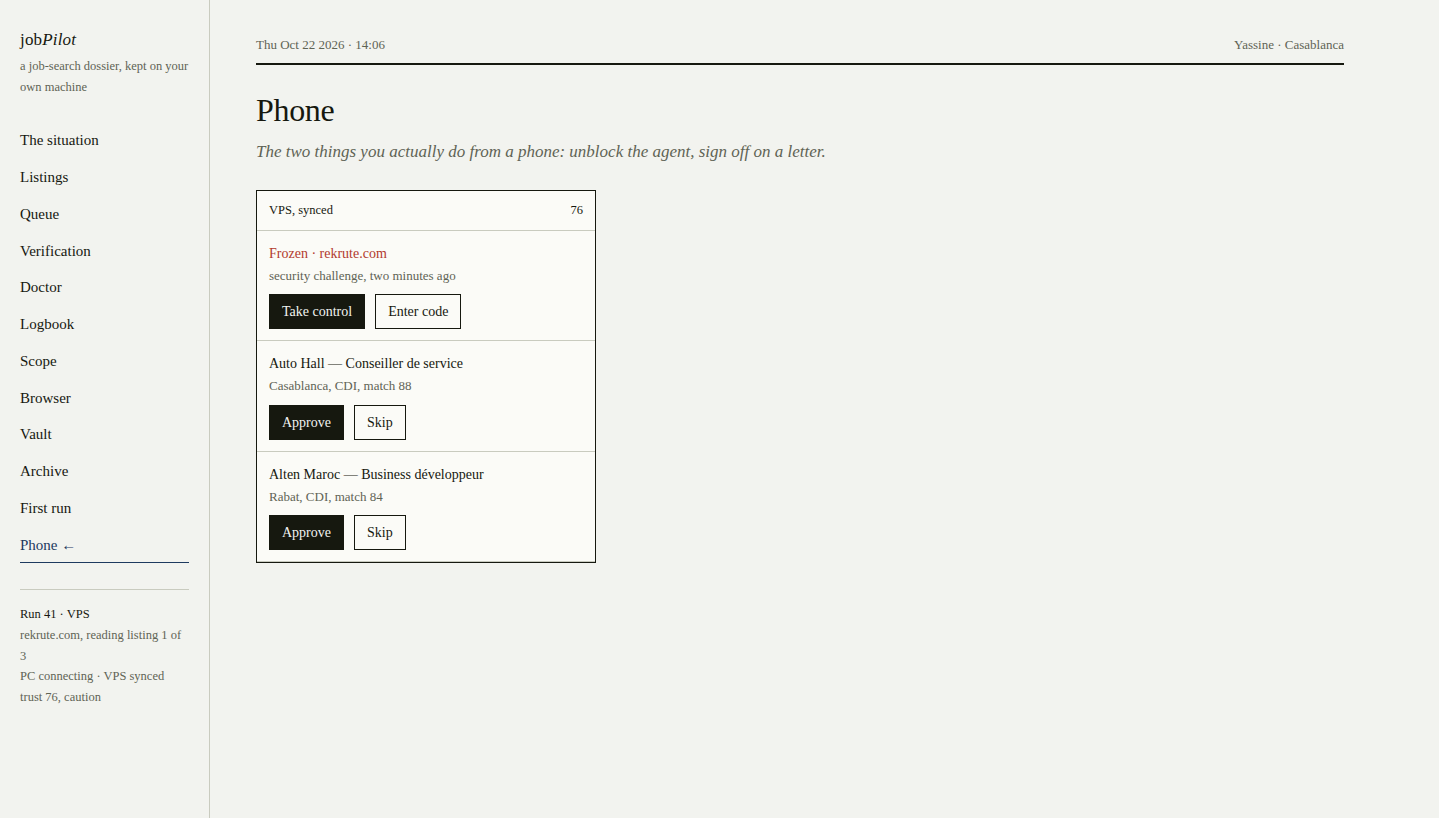 jobPilot
a job-search dossier, kept on your
own machine
The situation
Listings
Queue
Verification
Doctor
Logbook
Scope
Browser
Vault
Archive
First run
Phone ←
Run 41 · VPS
rekrute.com, reading listing 1 of
3
PC connecting · VPS synced
trust 76, caution
Thu Oct 22 2026 · 14:06
Yassine · Casablanca
Phone
The two things you actually do from a phone: unblock the agent, sign off on a letter.
VPS, synced
76
Frozen · rekrute.com
security challenge, two minutes ago
Take control
Enter code
Auto Hall — Conseiller de service
Casablanca, CDI, match 88
Approve
Skip
Alten Maroc — Business développeur
Rabat, CDI, match 84
Approve
Skip